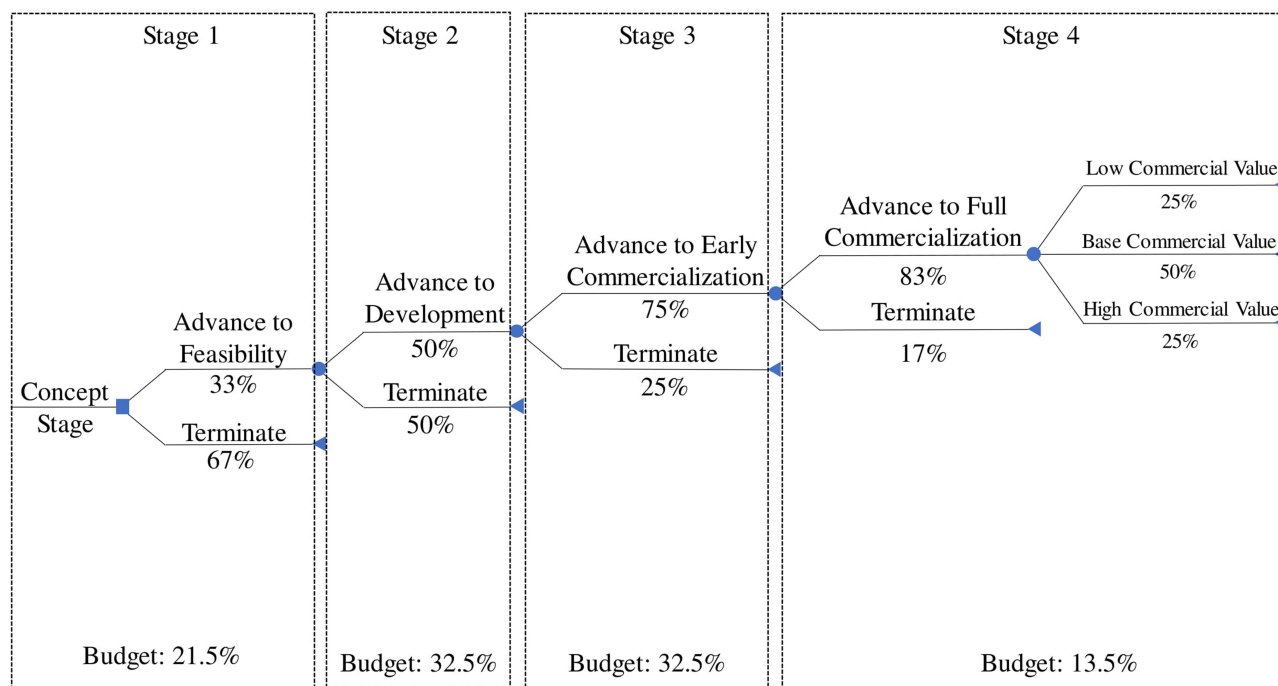 Stage 1
Concept
Stage
Advance to
Feasibility
33%
Terminate
67%
Budget: 21.5%
Stage 2
Advance to
Development
50%
Terminate
50%
Budget: 32.5%
Stage 3
Advance to Early
Commercialization
75%
Terminate
25%
Budget: 32.5%
Stage 4
Advance to Full
Commercialization
83%
Terminate
17%
Low Commercial Value
25%
Base Commercial Value
50%
High Commercial Value
25%
Budget: 13.5%